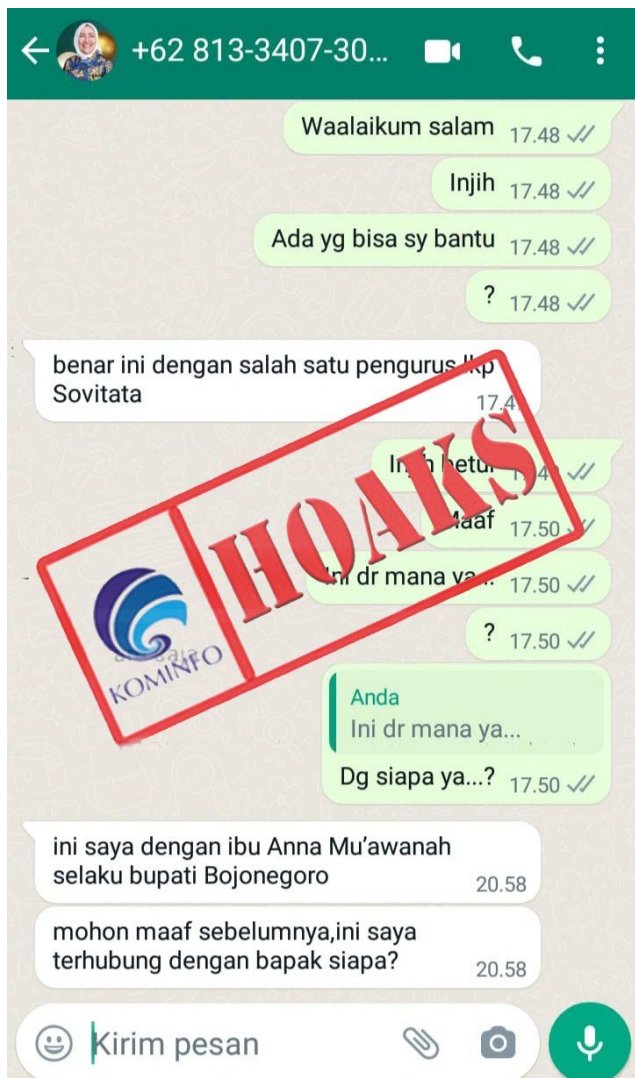 +62 813-3407-30...
Waalaikum salam 17.48
Injih 17.48
Ada yg bisa sy bantu 17.48
? 17.48
benar ini dengan salah satu pengurus lkp
Sovitata
HOAKS
Maaf 17.50
Ini dr mana ya.. 17.50
? 17.50
KOMINFO
Anda
Ini dr mana ya...
Dg siapa ya...? 17.50
ini saya dengan ibu Anna Mu’awanah
selaku bupati Bojonegoro 20.58
mohon maaf sebelumnya,ini saya
terhubung dengan bapak siapa? 20.58
Kirim pesan